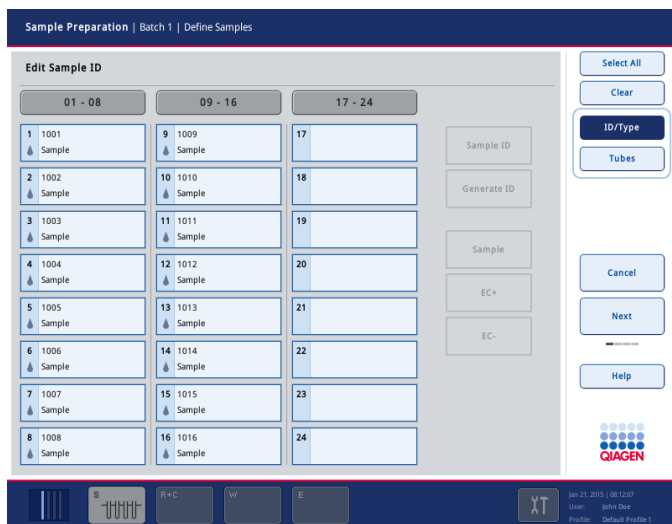 Sample Preparation | Batch 1 | Define Samples
Edit Sample ID
01 - 08
09 - 16
17 - 24
1 1001
Sample
2 1002
Sample
3 1003
Sample
4 1004
Sample
5 1005
Sample
6 1006
Sample
7 1007
Sample
8 1008
Sample
9 1009
Sample
10 1010
Sample
11 1011
Sample
12 1012
Sample
13 1013
Sample
14 1014
Sample
15 1015
Sample
16 1016
Sample
17
18
19
20
21
22
23
24
Sample ID
Generate ID
Sample
EC+
EC-
Select All
Clear
ID/Type
Tubes
Cancel
Next
Help
QIAGEN
S
R+C
W
E
Jan 21, 2015 | 08:12:07
User: John Doe
Profile: Default Profile 1